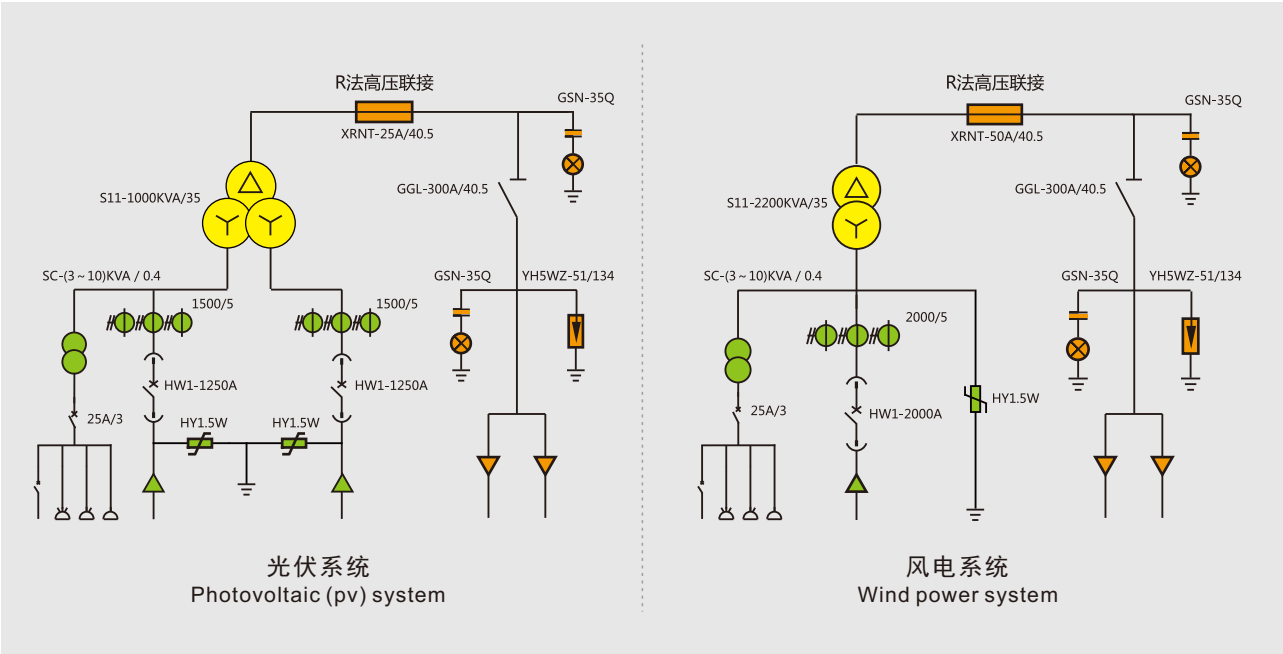 R法高压联接
GSN-35Q
XRNT-25A/40.5
S11-1000KVA/35
GGL-300A/40.5
SC-(3~10)KVA / 0.4
GSN-35Q
YH5WZ-51/134
1500/5
1500/5
HW1-1250A
HW1-1250A
25A/3
HY1.5W
HY1.5W
光伏系统
Photovoltaic (pv) system
R法高压联接
GSN-35Q
XRNT-50A/40.5
S11-2200KVA/35
GGL-300A/40.5
SC-(3~10)KVA / 0.4
GSN-35Q
YH5WZ-51/134
2000/5
HY1.5W
25A/3
HW1-2000A
风电系统
Wind power system